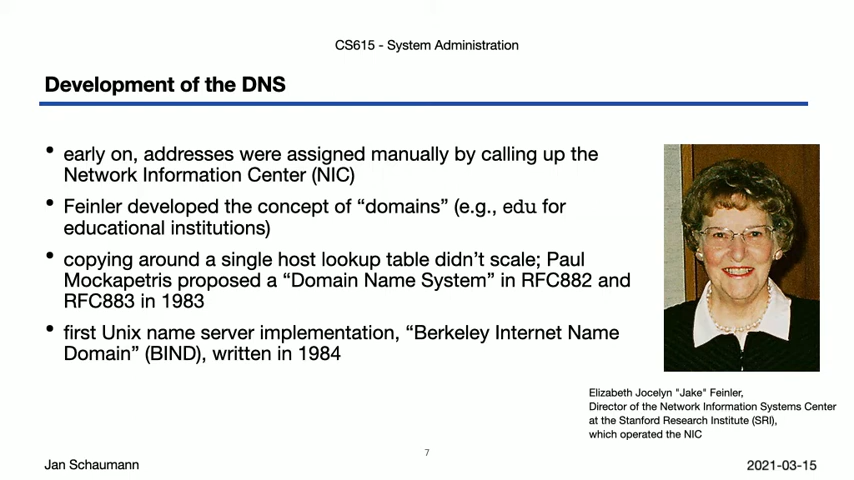 CS615 - System Administration
Development of the DNS
• early on, addresses were assigned manually by calling up the
Network Information Center (NIC)
• Feinler developed the concept of “domains” (e.g., edu for
educational institutions)
• copying around a single host lookup table didn’t scale; Paul
Mockapetris proposed a “Domain Name System” in RFC882 and
RFC883 in 1983
• first Unix name server implementation, “Berkeley Internet Name
Domain” (BIND), written in 1984
Elizabeth Jocelyn "Jake" Feinler,
Director of the Network Information Systems Center
at the Stanford Research Institute (SRI),
which operated the NIC
Jan Schaumann
7
2021-03-15